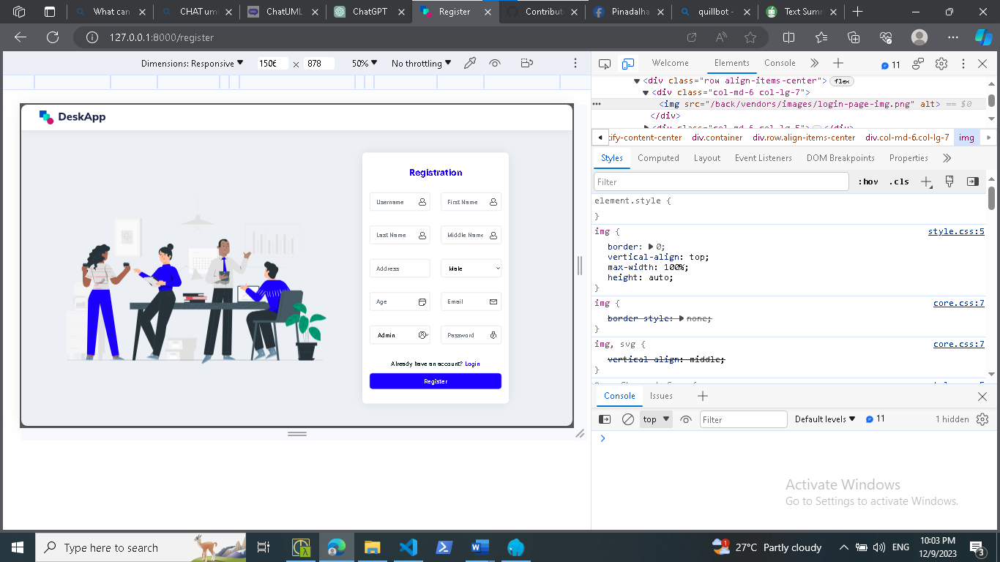 What can
CHAT uml
ChatUML
ChatGPT
Register
Contribut
Pinadalha
quillbot -
Text Summ
127.0.0.1:8000/register
Dimensions: Responsive
1506 × 878
50%
No throttling
DeskApp
Registration
Username
First Name
Last Name
Middle Name
Address
Male
Age
Email
Admin
Password
Already have an account? Login
Register
Welcome
Elements
Console
11
<div class="row align-items-center"> flex
<div class="col-md-6 col-lg-7">
••• <img src="/back/vendors/images/login-page-img.png" alt> == $0
</div>
<div class="col-md-6 col-lg-5"> … </div>
tify-content-center
div.container
div.row.align-items-center
div.col-md-6.col-lg-7
img
Styles
Computed
Layout
Event Listeners
DOM Breakpoints
Properties
Filter
:hov
.cls
element.style {
}
img {
style.css:5
border: 0;
vertical-align: top;
max-width: 100%;
height: auto;
}
img {
core.css:7
border-style: none;
}
img, svg {
core.css:7
vertical-align: middle;
}
Console
Issues
top
Filter
Default levels
11
1 hidden
Activate Windows
Go to Settings to activate Windows.
Type here to search
27°C Partly cloudy
ENG
10:03 PM
12/9/2023
3